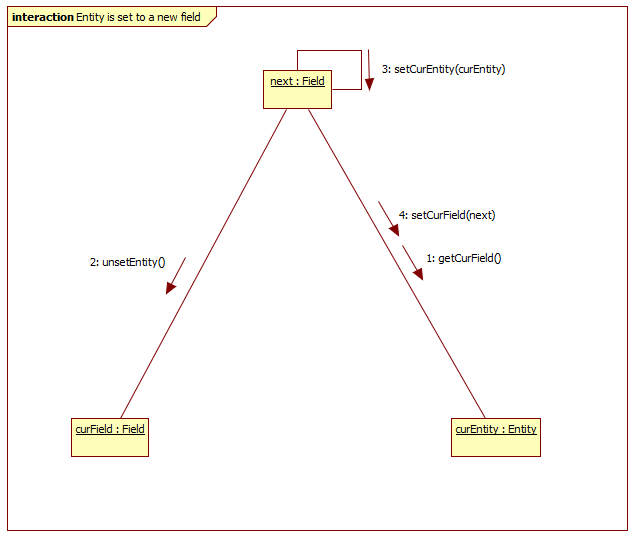 interaction Entity is set to a new field
next : Field
3: setCurEntity(curEntity)
4: setCurField(next)
1: getCurField()
2: unsetEntity()
curField : Field
curEntity : Entity